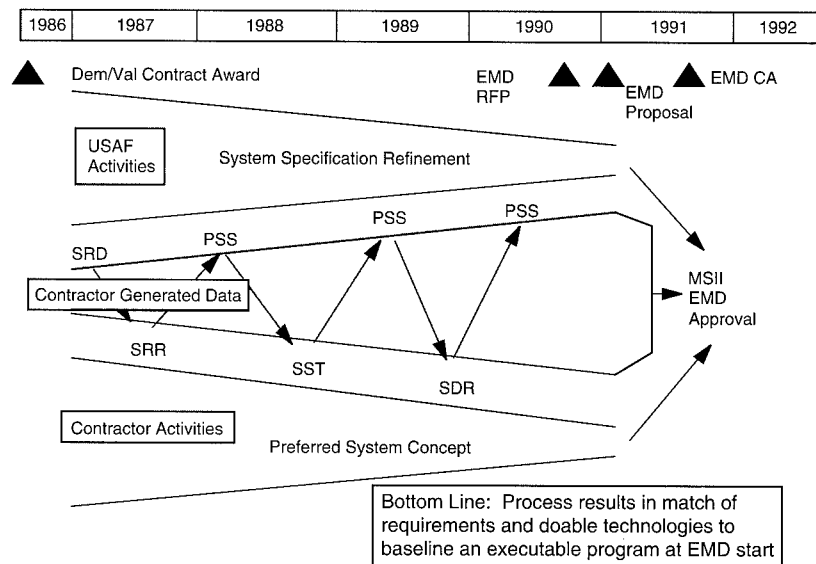 1986 1987 1988 1989 1990 1991 1992
Dem/Val Contract Award
EMD
RFP
EMD
Proposal
EMD CA
USAF
Activities
System Specification Refinement
SRD
PSS
PSS
PSS
Contractor Generated Data
MSII
EMD
Approval
SRR
SST
SDR
Contractor Activities
Preferred System Concept
Bottom Line: Process results in match of
requirements and doable technologies to
baseline an executable program at EMD start